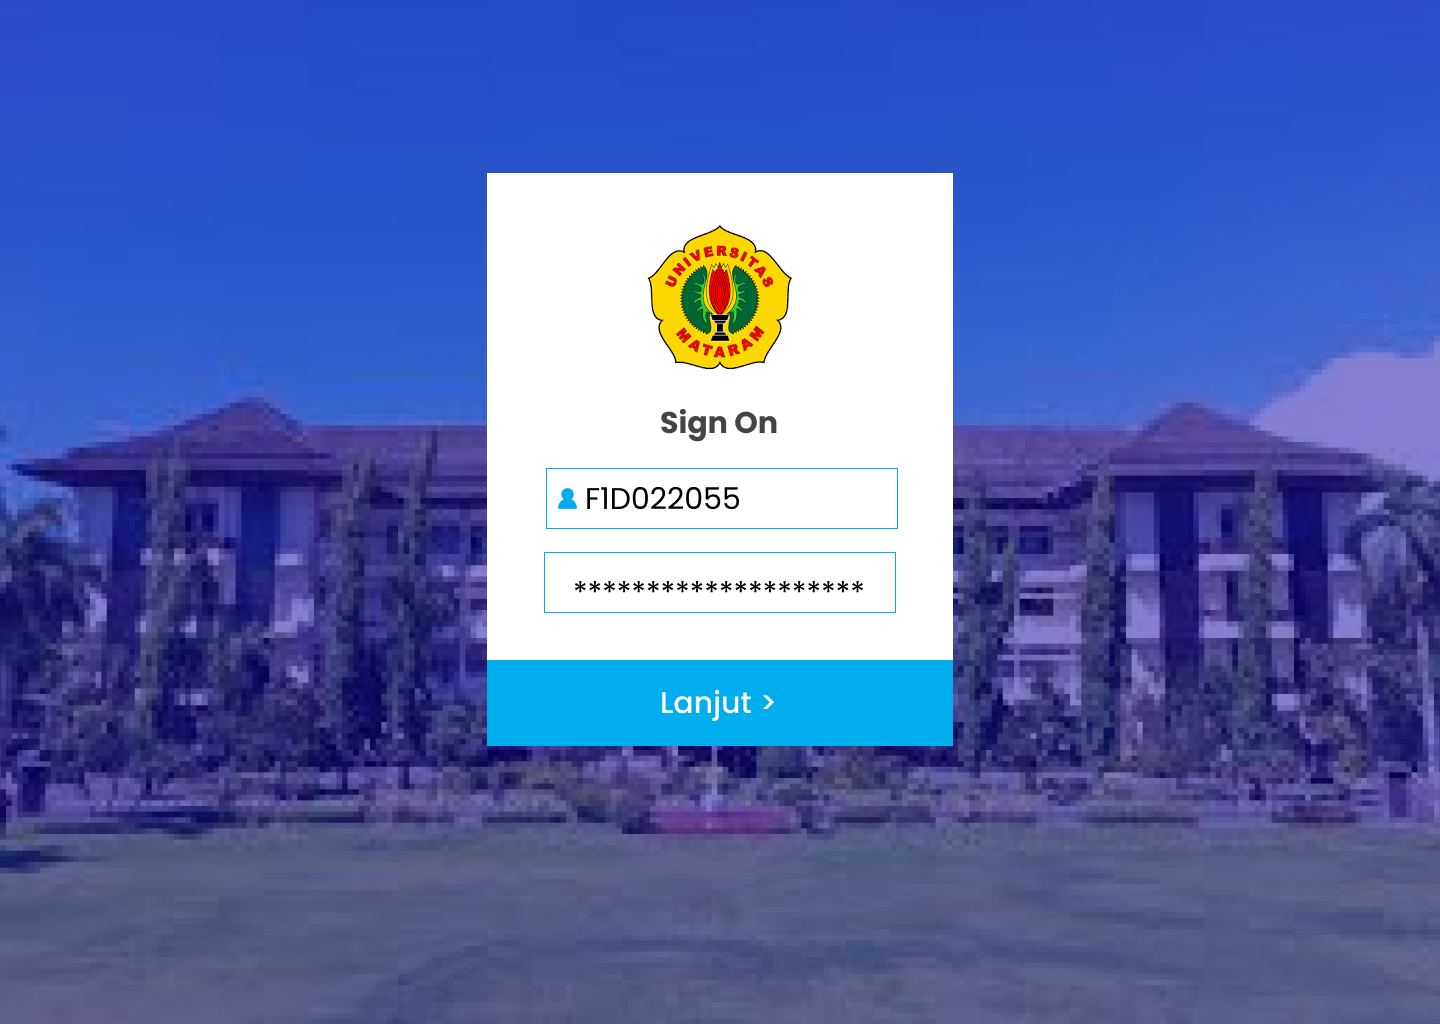 UNIVERSITAS
MATARAM
Sign On
F1D022055
********************
Lanjut >